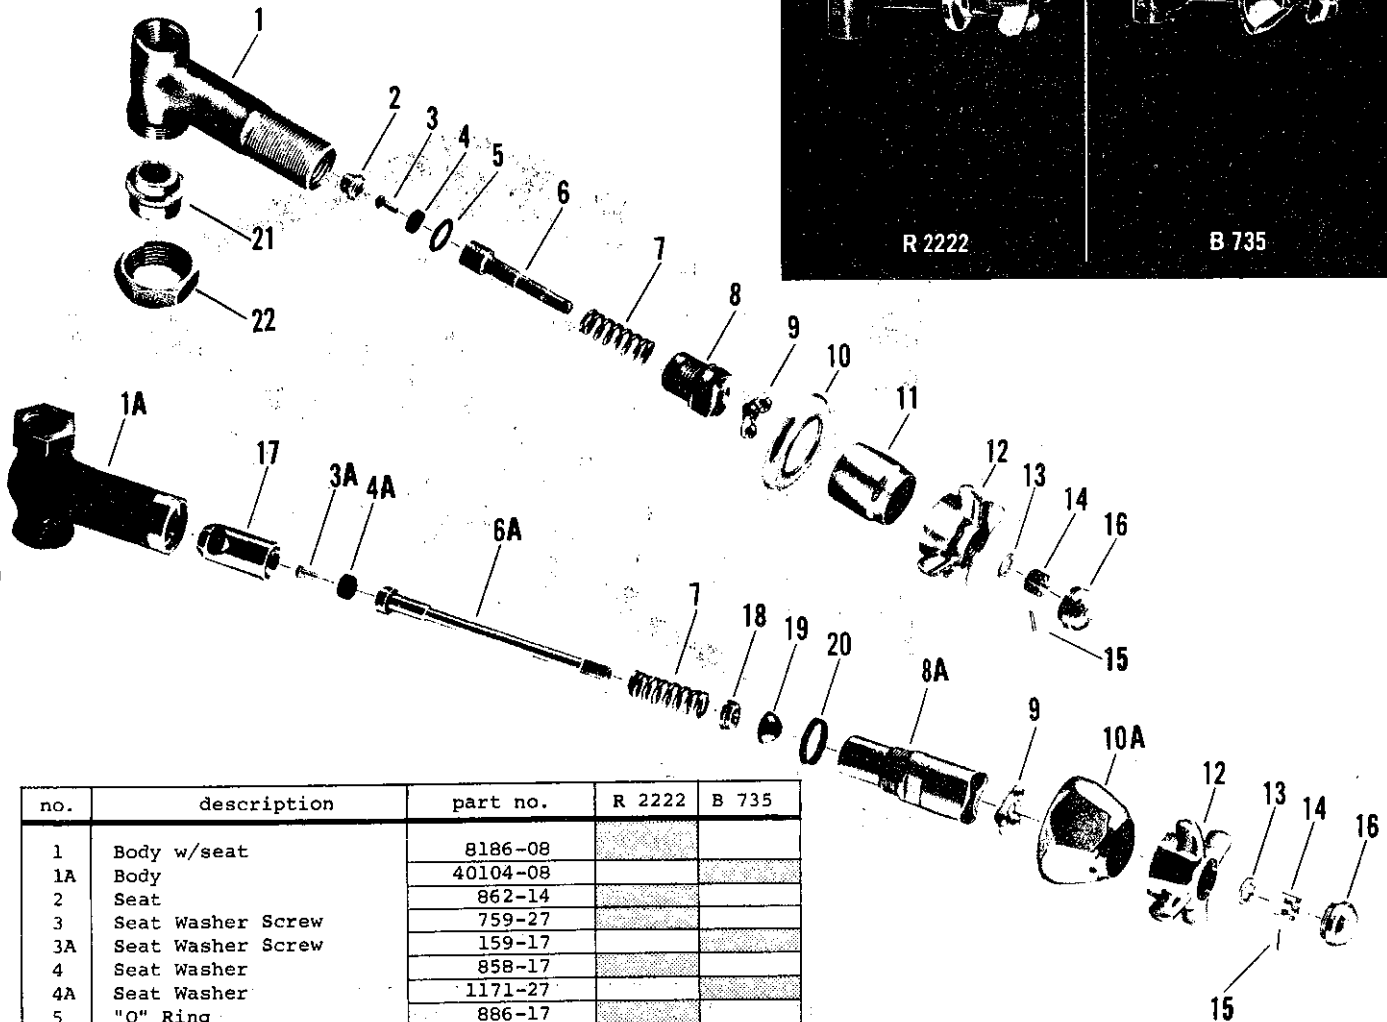 1
2
3
4
5
6
7
8
9
10
11
12
13
14
16
15
21
22
R 2222
B 735
1A
17
3A
4A
6A
7
18
19
20
8A
9
10A
12
13
14
16
15
no. description part no. R 2222 B 735
1 Body w/seat 8186-08
1A Body 40104-08
2 Seat 862-14
3 Seat Washer Screw 759-27
3A Seat Washer Screw 159-17
4 Seat Washer 858-17
4A Seat Washer 1171-27
5 "O" Ring 886-17